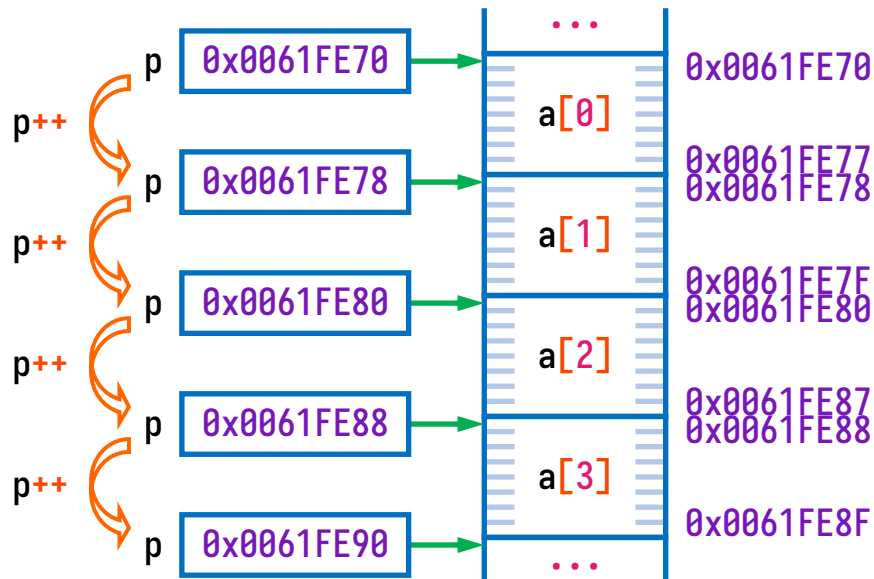 ...
p 0x0061FE70 0x0061FE70
p++ a[0]
0x0061FE77
p 0x0061FE78 0x0061FE78
p++ a[1]
0x0061FE7F
p 0x0061FE80 0x0061FE80
p++ a[2]
0x0061FE87
p 0x0061FE88 0x0061FE88
p++ a[3]
0x0061FE8F
p 0x0061FE90
...